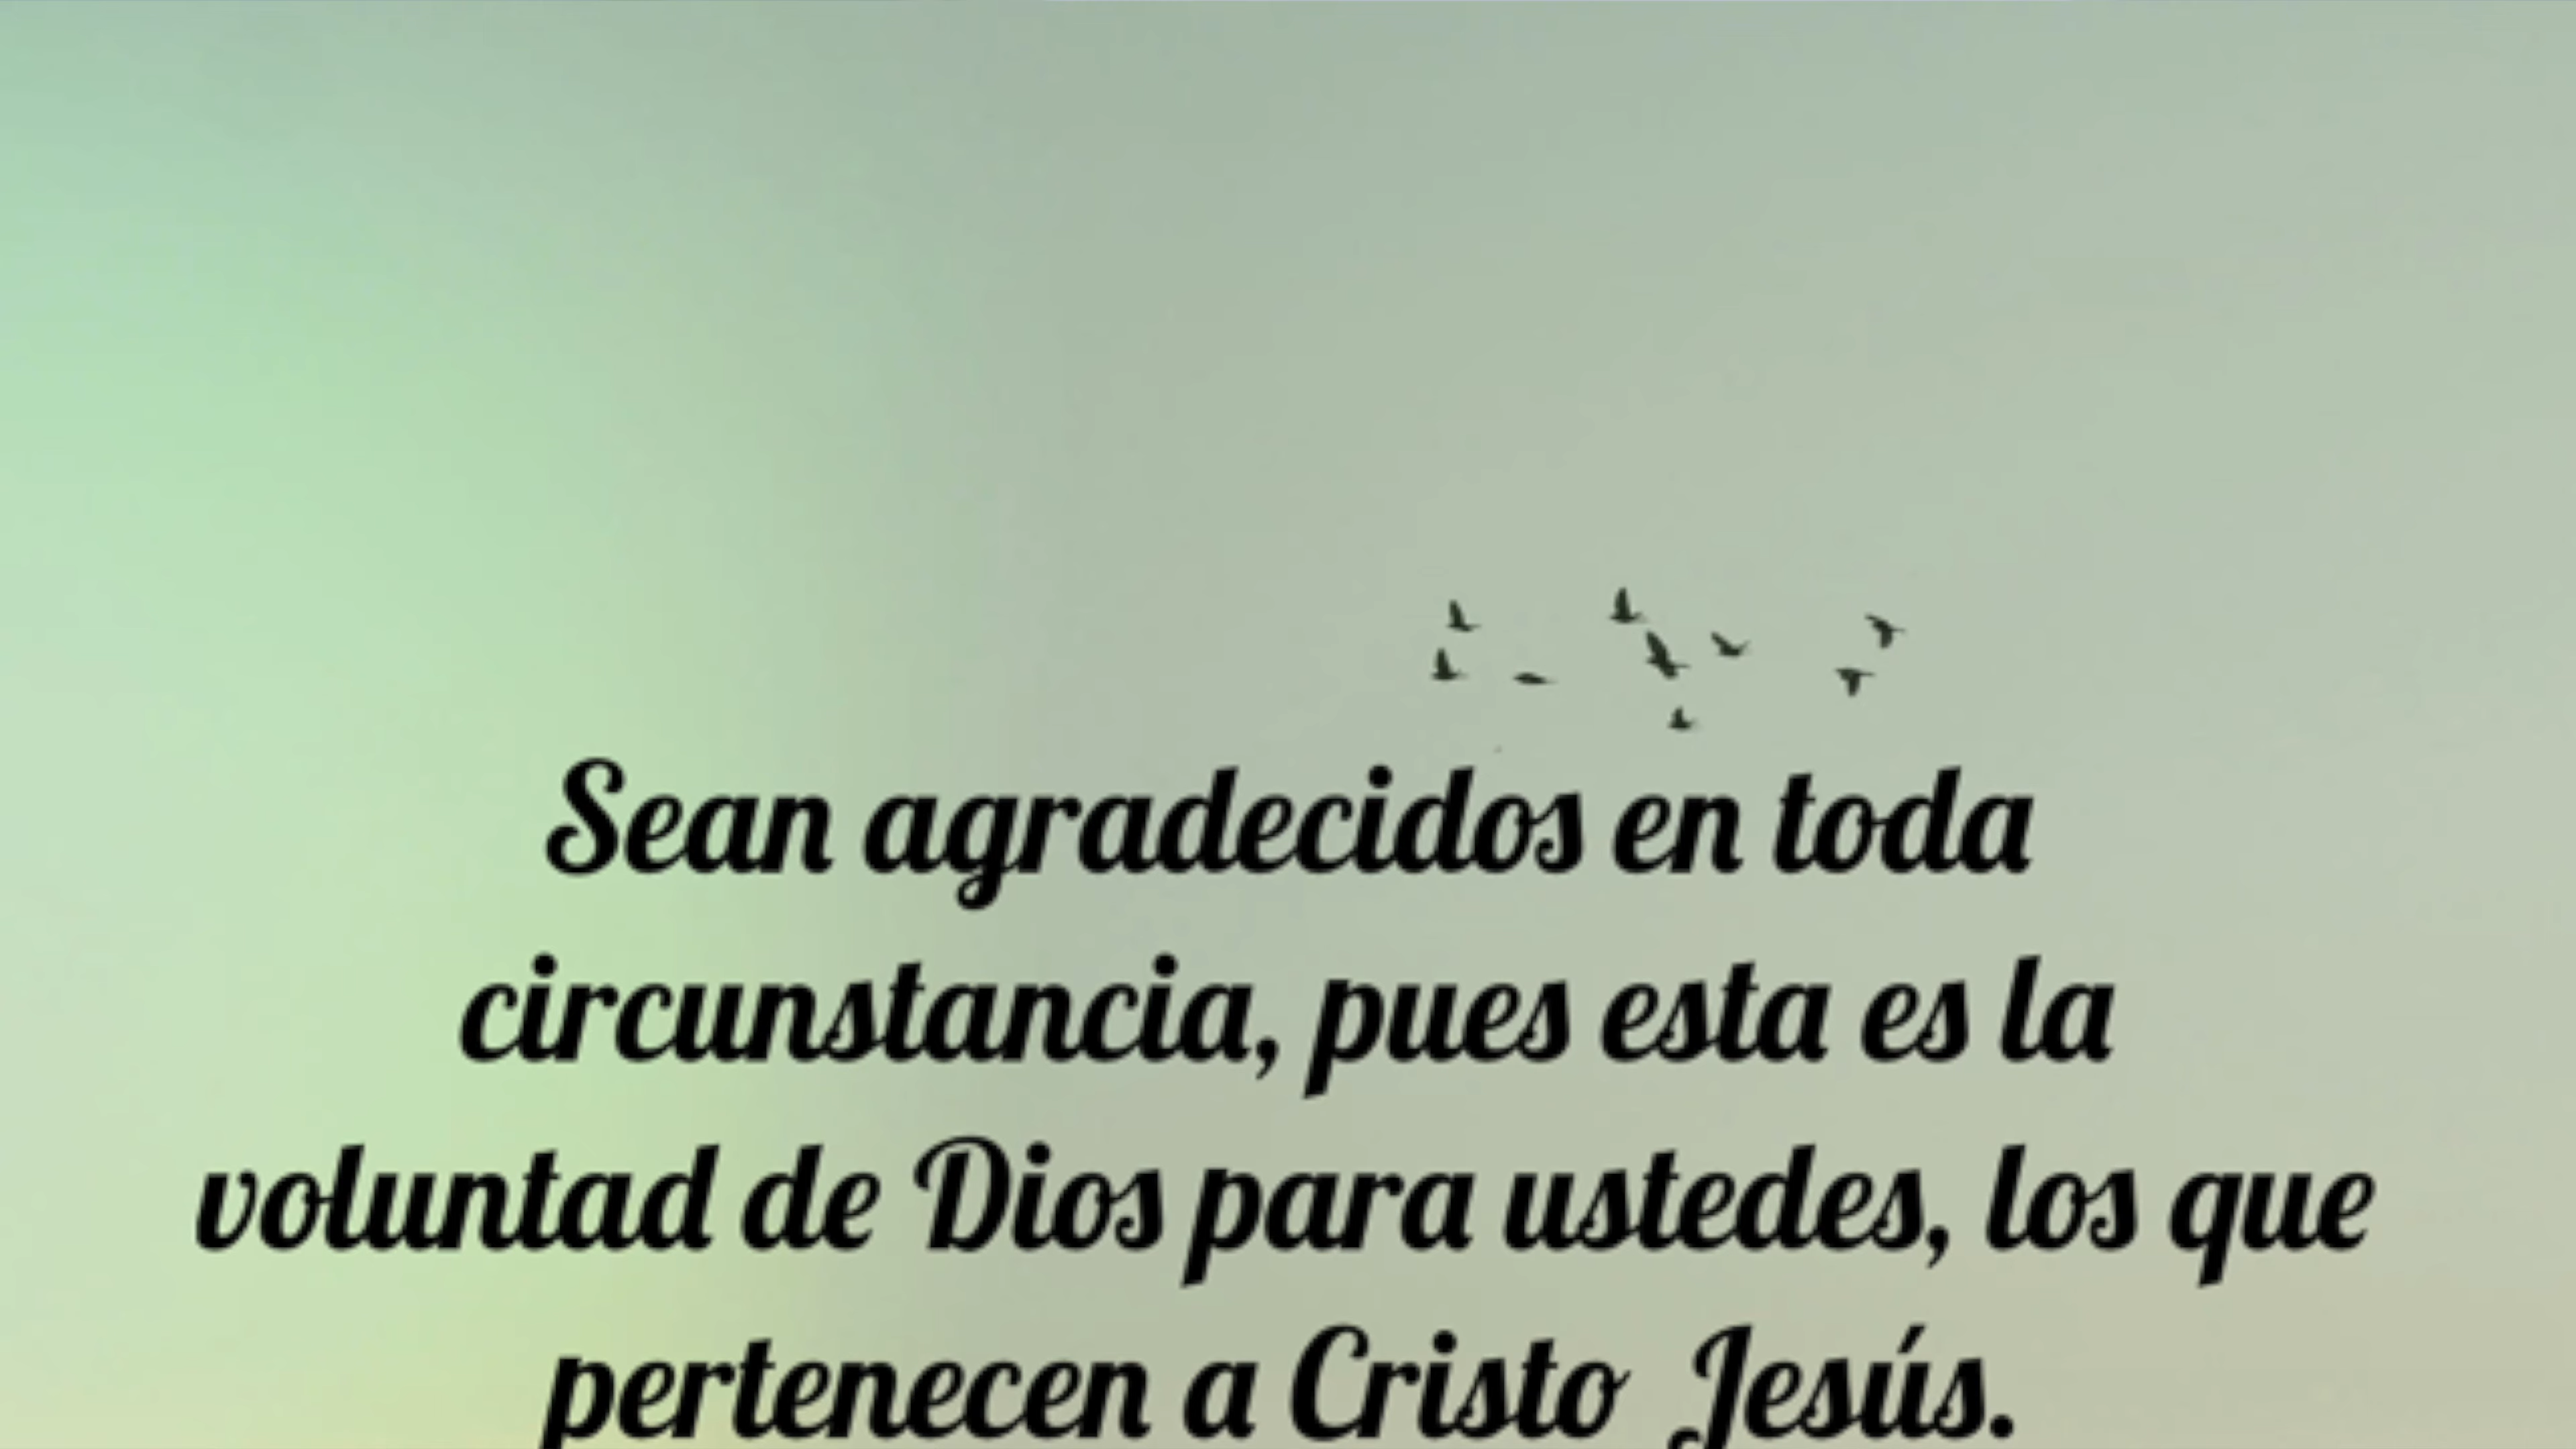 Sean agradecidos en toda
circunstancia, pues esta es la
voluntad de Dios para ustedes, los que
pertenecen a Cristo Jesús.